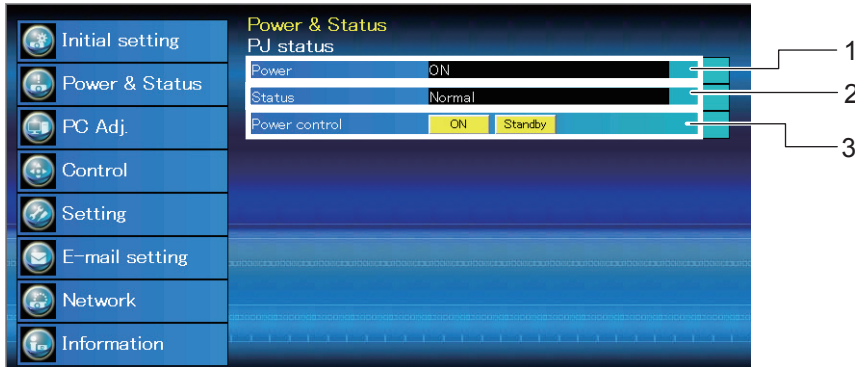 Initial setting
Power & Status
PC Adj.
Control
Setting
E-mail setting
Network
Information
Power & Status
PJ status
Power ON
Status Normal
Power control ON Standby
1
2
3